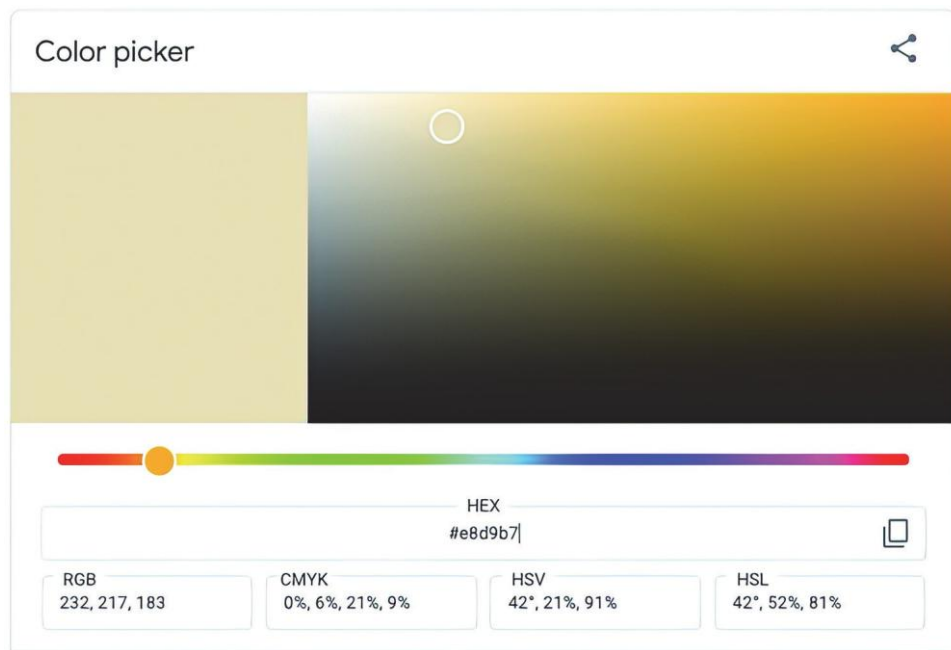 Color picker
HEX
#e8d9b7
RGB
232, 217, 183
CMYK
0%, 6%, 21%, 9%
HSV
42°, 21%, 91%
HSL
42°, 52%, 81%